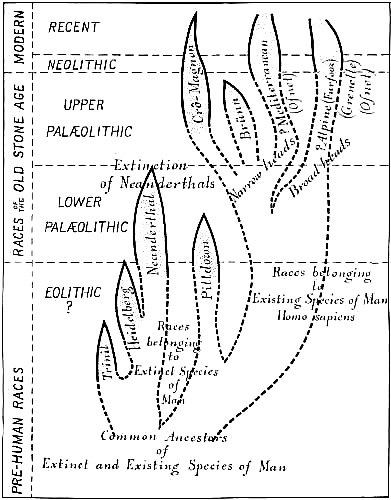 MODERN
RACES OF THE OLD STONE AGE
PRE-HUMAN RACES
RECENT
NEOLITHIC
UPPER
PALÆOLITHIC
LOWER
PALÆOLITHIC
EOLITHIC
?
Crô-Magnon
Brünn
? Mediterranean
(Ofnet)
? Alpine (Furfooz)
(Grenelle)
(Ofnet)
Narrow heads
Broad heads
Extinction
of Neanderthals
Neanderthal
Piltdown
Heidelberg
Trinil
Races
belonging
to
Extinct Species
of
Man
Races belonging
to
Existing Species of Man
Homo sapiens
Common Ancestors
of
Extinct and Existing Species of Man